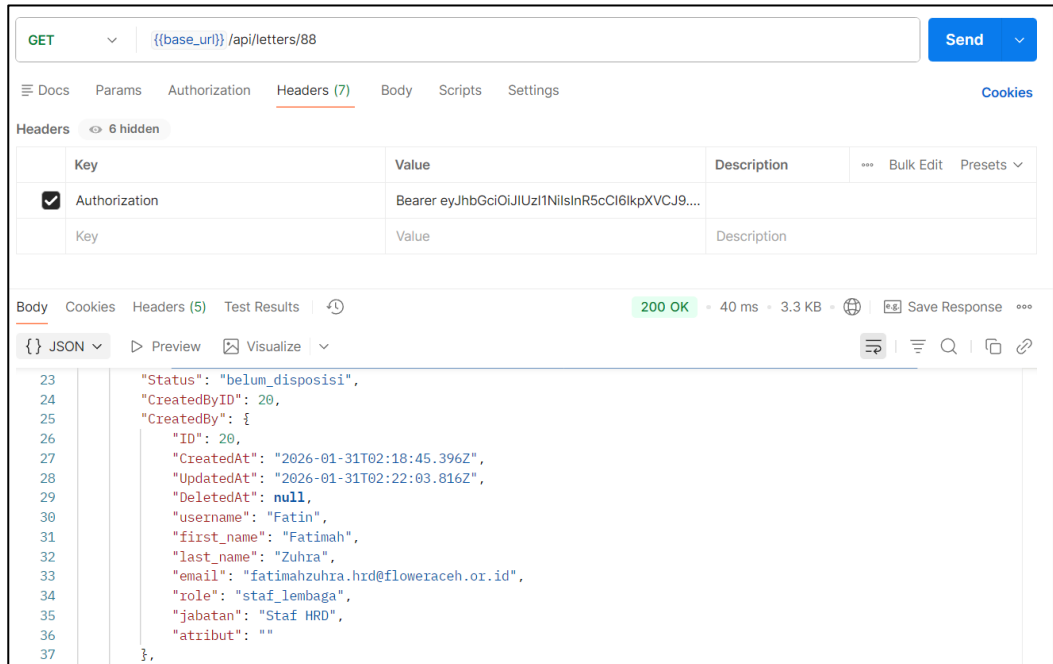 GET {{base_url}} /api/letters/88 Send
Docs Params Authorization Headers (7) Body Scripts Settings Cookies
Headers 6 hidden
Key Value Description Bulk Edit Presets
Authorization Bearer eyJhbGciOiJIUzI1NiIsInR5cCI6IkpXVCJ9....
Key Value Description
Body Cookies Headers (5) Test Results 200 OK 40 ms 3.3 KB Save Response
{} JSON Preview Visualize
23 "Status": "belum_disposisi",
24 "CreatedByID": 20,
25 "CreatedBy": {
26 "ID": 20,
27 "CreatedAt": "2026-01-31T02:18:45.396Z",
28 "UpdatedAt": "2026-01-31T02:22:03.816Z",
29 "DeletedAt": null,
30 "username": "Fatin",
31 "first_name": "Fatimah",
32 "last_name": "Zuhra",
33 "email": "fatimahzuhra.hrd@floweraceh.or.id",
34 "role": "staf_lembaga",
35 "jabatan": "Staf HRD",
36 "atribut": ""
37 },